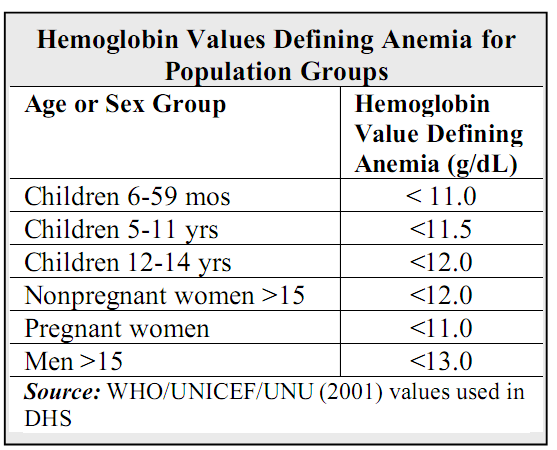 Hemoglobin Values Defining Anemia for
Population Groups
Age or Sex Group
Hemoglobin
Value Defining
Anemia (g/dL)
Children 6-59 mos < 11.0
Children 5-11 yrs <11.5
Children 12-14 yrs <12.0
Nonpregnant women >15 <12.0
Pregnant women <11.0
Men >15 <13.0
Source: WHO/UNICEF/UNU (2001) values used in
DHS